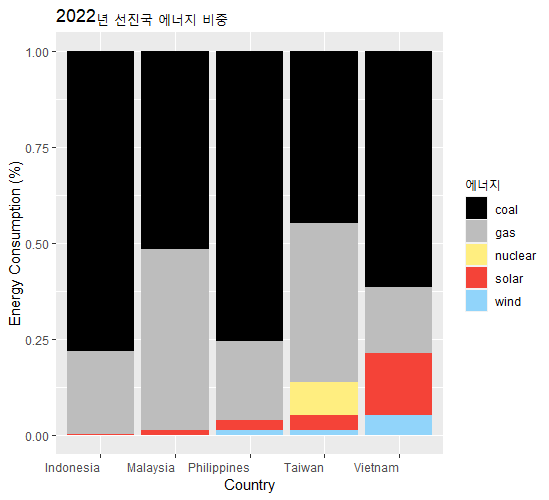 2022년 선진국 에너지 비중
1.00
0.75
0.50
0.25
0.00
Energy Consumption (%)
Indonesia
Malaysia
Philippines
Taiwan
Vietnam
Country
에너지
coal
gas
nuclear
solar
wind